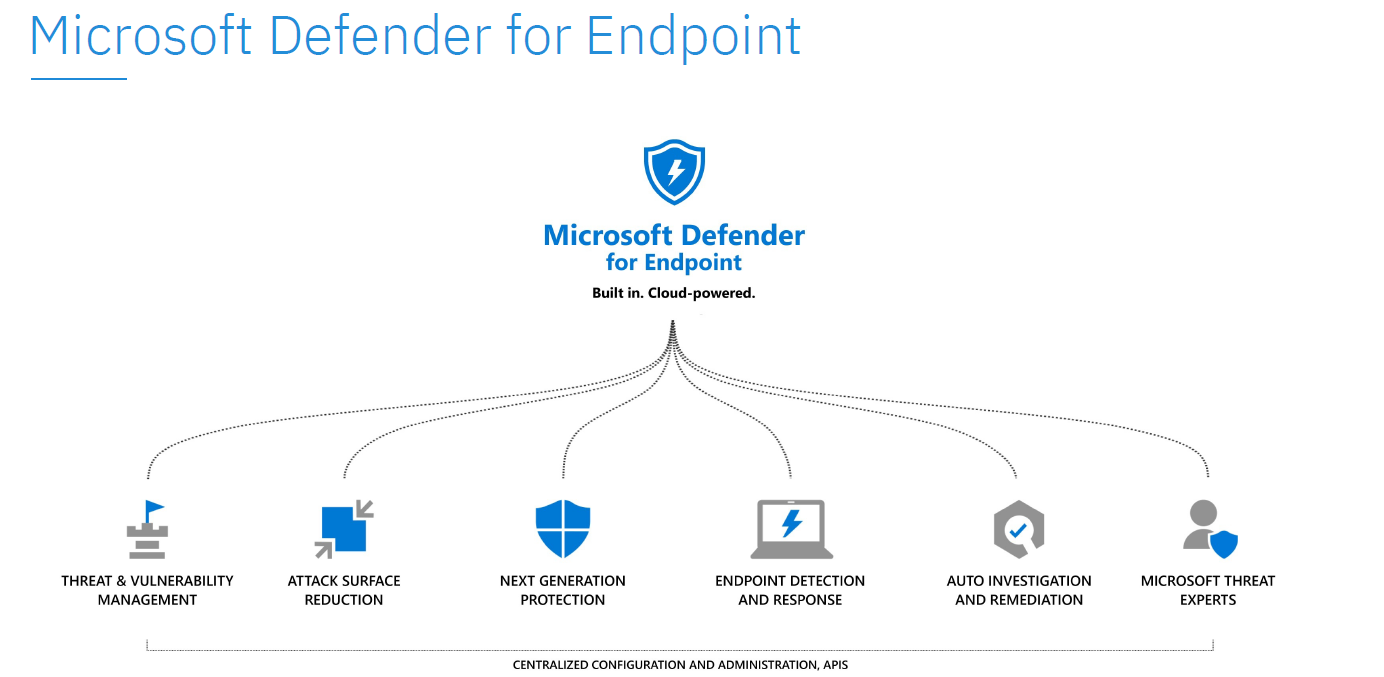 Microsoft Defender for Endpoint
Microsoft Defender
for Endpoint
Built in. Cloud-powered.
THREAT & VULNERABILITY
MANAGEMENT
ATTACK SURFACE
REDUCTION
NEXT GENERATION
PROTECTION
ENDPOINT DETECTION
AND RESPONSE
AUTO INVESTIGATION
AND REMEDIATION
MICROSOFT THREAT
EXPERTS
CENTRALIZED CONFIGURATION AND ADMINISTRATION, APIS